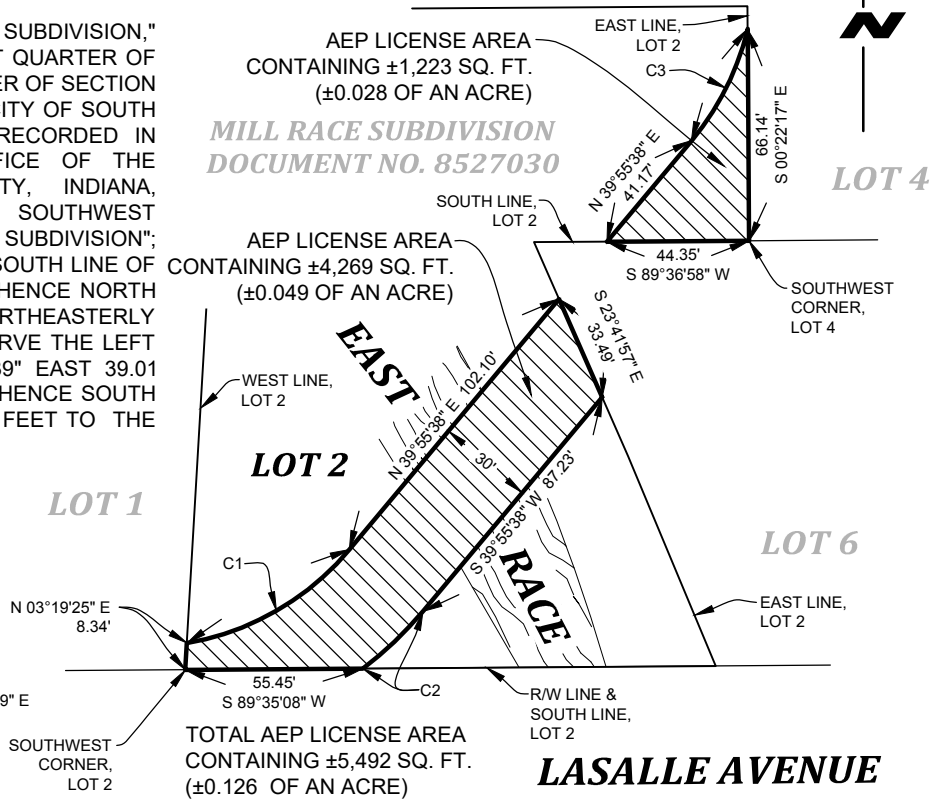 SUBDIVISION,"
QUARTER OF
ER OF SECTION
CITY OF SOUTH
RECORDED IN
FFICE OF THE
TY, INDIANA,
SOUTHWEST
SUBDIVISION";
SOUTH LINE OF
HENCE NORTH
RTHEASTERLY
RVE THE LEFT
39" EAST 39.01
HENCE SOUTH
FEET TO THE
AEP LICENSE AREA
CONTAINING ±1,223 SQ. FT.
(±0.028 OF AN ACRE)
EAST LINE,
LOT 2
C3
N
MILL RACE SUBDIVISION
DOCUMENT NO. 8527030
N 39°55'38" E
41.17'
66.14'
S 00°22'17" E
LOT 4
SOUTH LINE,
LOT 2
44.35'
S 89°36'58" W
SOUTHWEST
CORNER,
LOT 4
AEP LICENSE AREA
CONTAINING ±4,269 SQ. FT.
(±0.049 OF AN ACRE)
S 23°41'57" E
33.49'
EAST
WEST LINE,
LOT 2
N 39°55'38" E 102.10'
30'
LOT 2
S 39°55'38" W 87.23'
LOT 1
RACE
LOT 6
C1
N 03°19'25" E
8.34'
EAST LINE,
LOT 2
55.45'
S 89°35'08" W
C2
R/W LINE &
SOUTH LINE,
LOT 2
9" E
SOUTHWEST
CORNER,
LOT 2
TOTAL AEP LICENSE AREA
CONTAINING ±5,492 SQ. FT.
(±0.126 OF AN ACRE)
LASALLE AVENUE